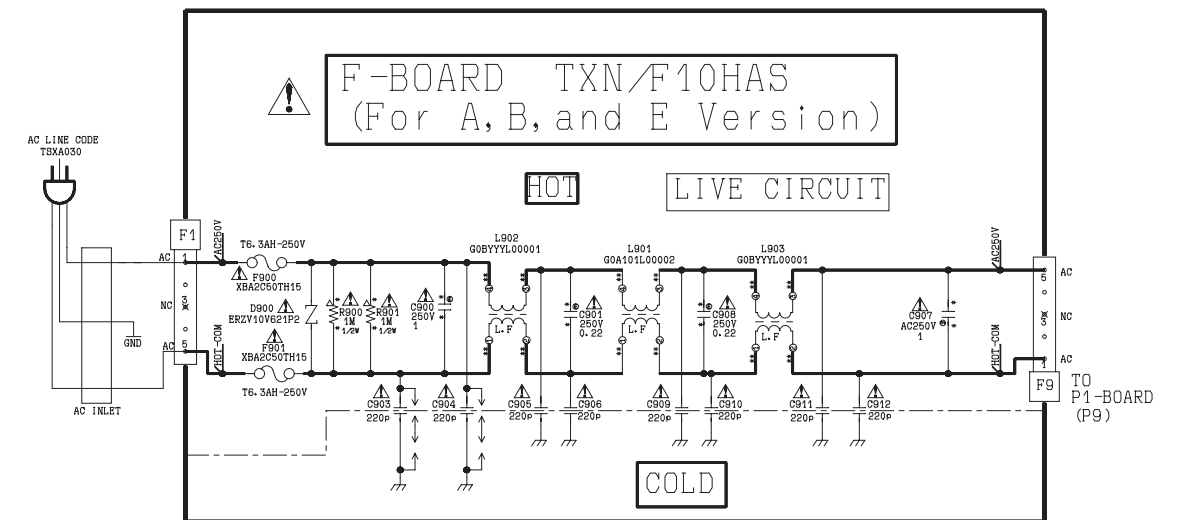 F-BOARD TXN/F10HAS
(For A,B,and E Version)
AC LINE CODE
TSXA030
HOT
LIVE CIRCUIT
F1
AC250V
T6.3AH-250V
L902
G0BYYYL00001
L901
G0A101L00002
L903
G0BYYYL00001
AC250V
AC
1
F900
XBA2C50TH15
5
AC
NC
3
D900
ERZV10V621P2
R900
1M
1/2W
R901
1M
1/2W
C900
250V
1
C901
250V
0.22
C908
250V
0.22
C907
AC250V
1
3
NC
L.F
L.F
L.F
GND
AC
5
HOT-COM
F901
XBA2C50TH15
HOT-COM
1
AC
T6.3AH-250V
AC INLET
C903
220p
C904
220p
C905
220p
C906
220p
C909
220p
C910
220p
C911
220p
C912
220p
F9
TO
P1-BOARD
(P9)
COLD